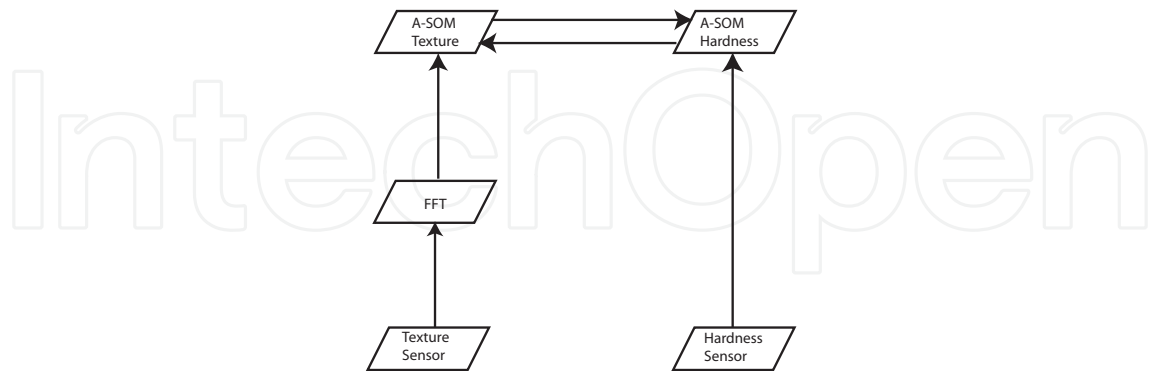 A-SOM
Texture
A-SOM
Hardness
IntechOpen
FFT
Texture
Sensor
Hardness
Sensor